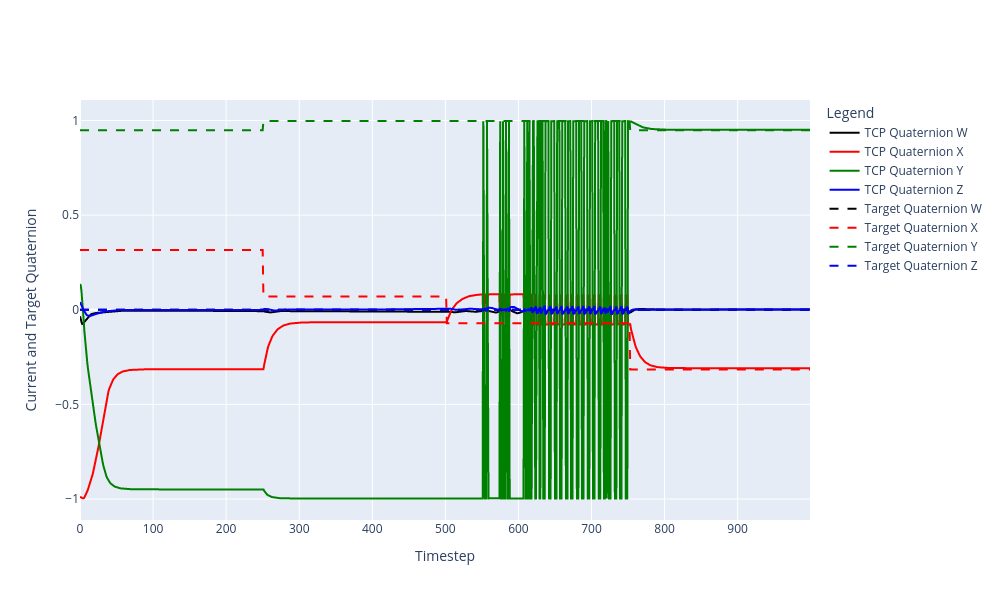 Legend
TCP Quaternion W
TCP Quaternion X
TCP Quaternion Y
TCP Quaternion Z
Target Quaternion W
Target Quaternion X
Target Quaternion Y
Target Quaternion Z
Current and Target Quaternion
1
0.5
0
−0.5
−1
0 100 200 300 400 500 600 700 800 900
Timestep